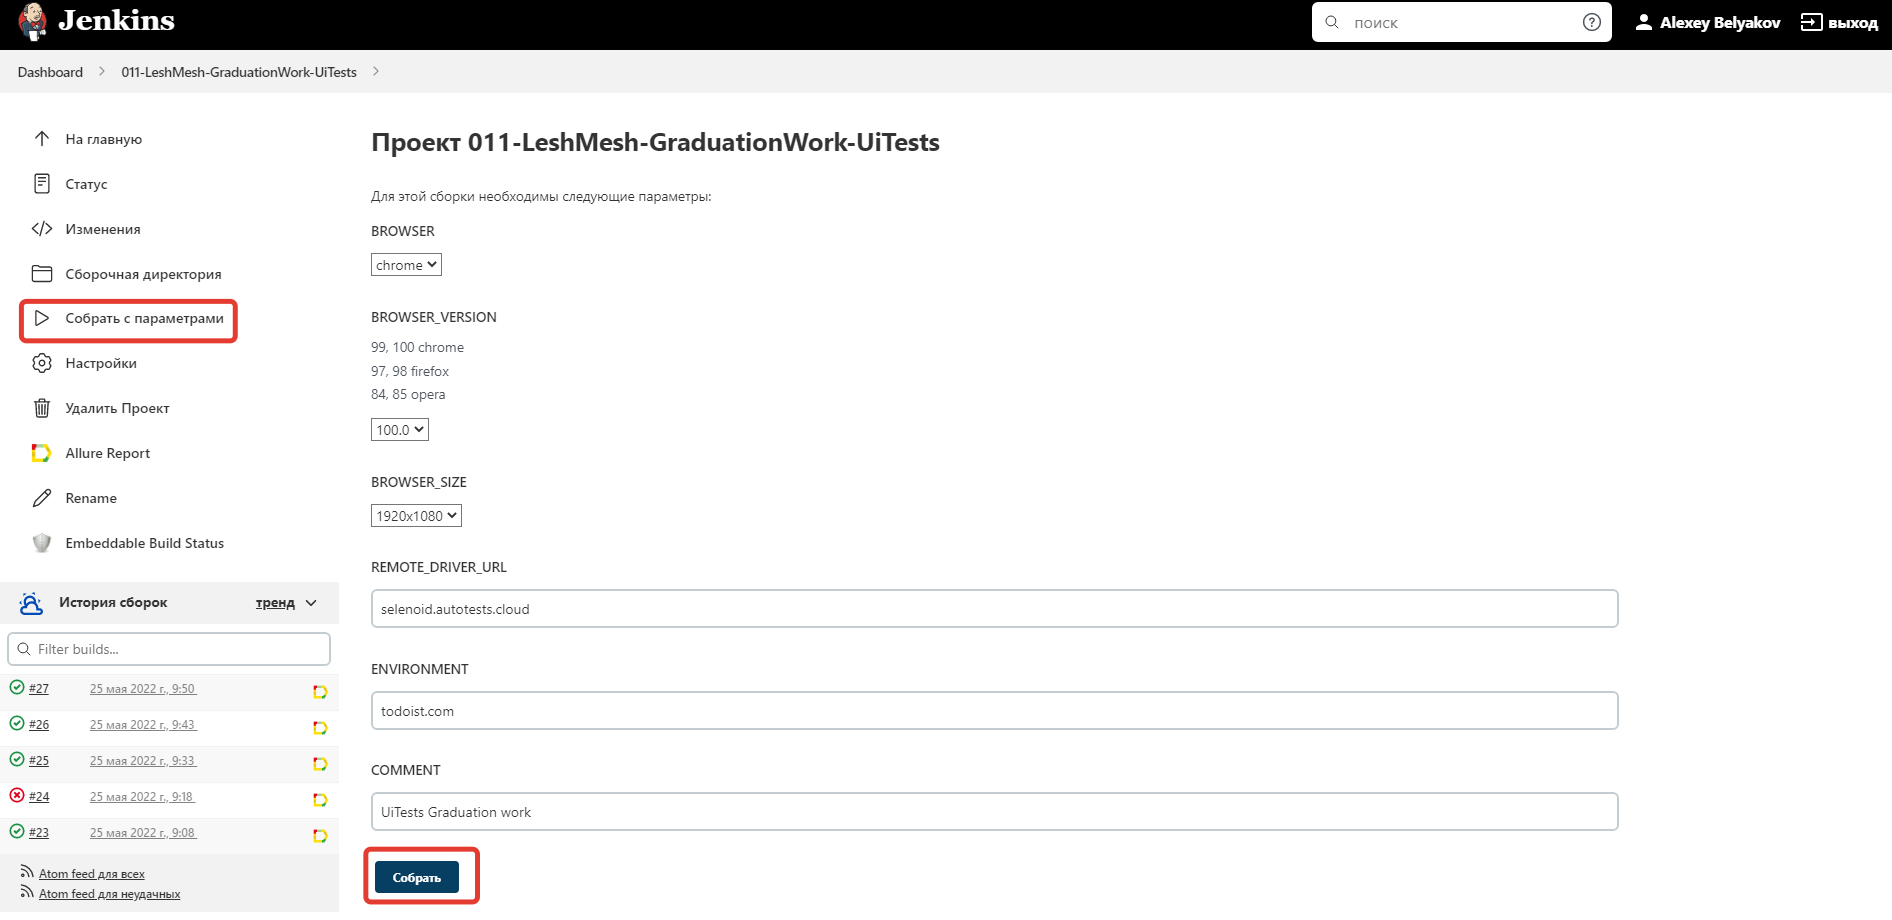 Jenkins
поиск
Alexey Belyakov
выход
Dashboard
011-LeshMesh-GraduationWork-UiTests
На главную
Статус
Изменения
Сборочная директория
Собрать с параметрами
Настройки
Удалить Проект
Allure Report
Rename
Embeddable Build Status
История сборок
тренд
Filter builds...
#27 25 мая 2022 г., 9:50
#26 25 мая 2022 г., 9:43
#25 25 мая 2022 г., 9:33
#24 25 мая 2022 г., 9:18
#23 25 мая 2022 г., 9:08
Atom feed для всех
Atom feed для неудачных
Проект 011-LeshMesh-GraduationWork-UiTests
Для этой сборки необходимы следующие параметры:
BROWSER
chrome
BROWSER_VERSION
99, 100 chrome
97, 98 firefox
84, 85 opera
100.0
BROWSER_SIZE
1920x1080
REMOTE_DRIVER_URL
selenoid.autotests.cloud
ENVIRONMENT
todoist.com
COMMENT
UiTests Graduation work
Собрать